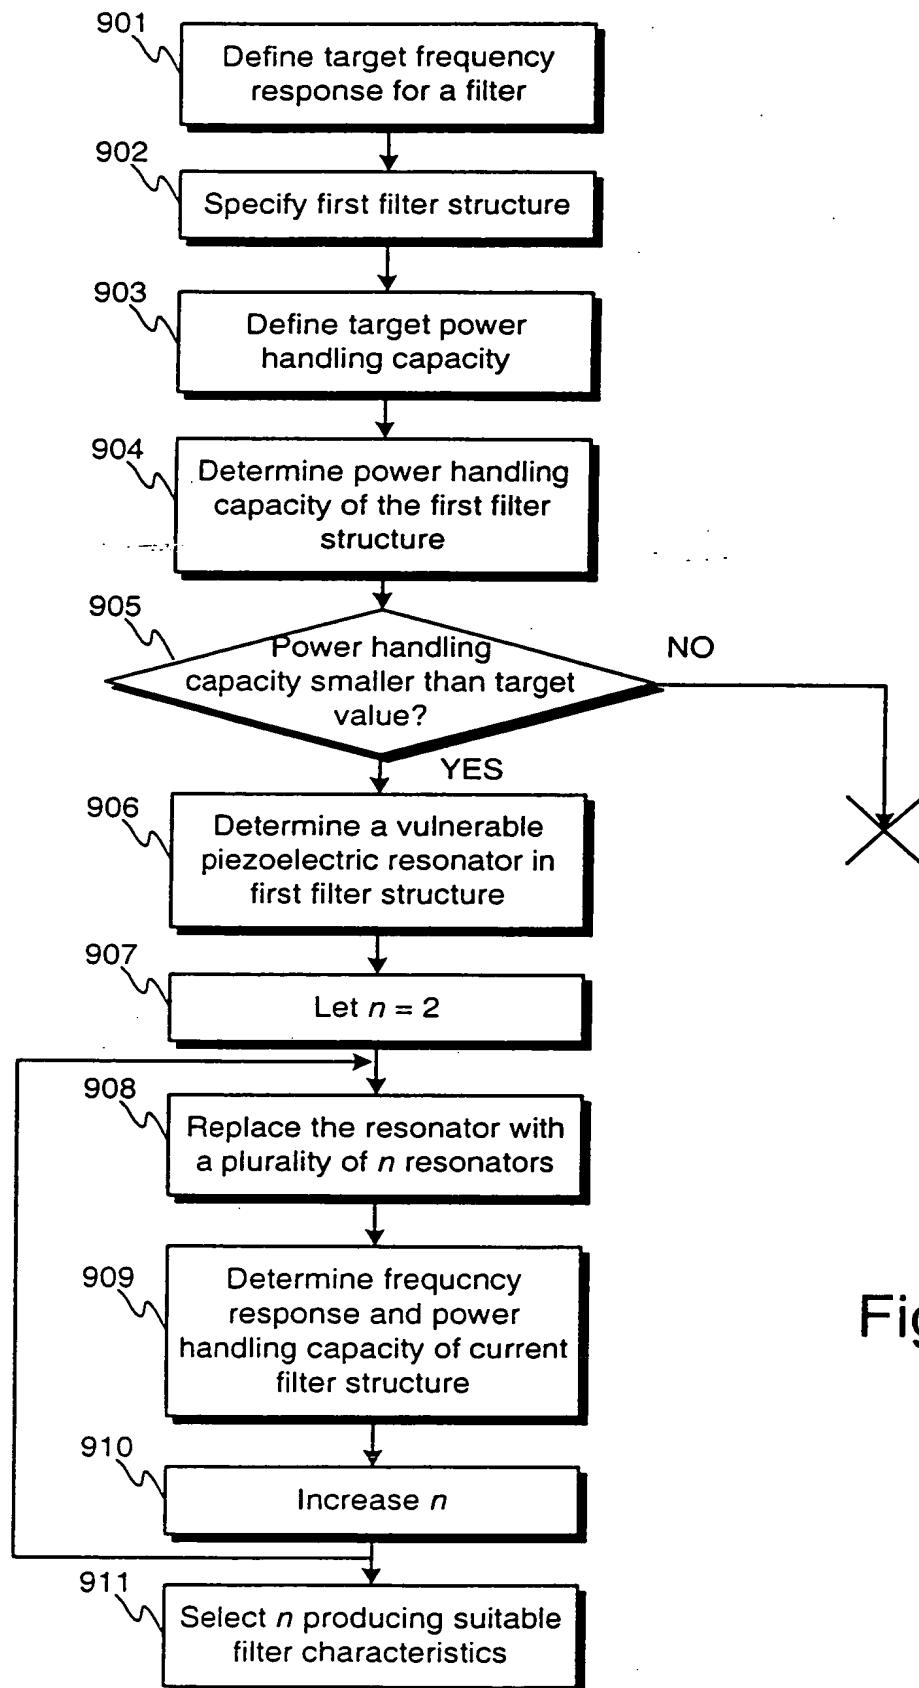 901
Define target frequency
response for a filter
902
Specify first filter structure
903
Define target power
handling capacity
904
Determine power handling
capacity of the first filter
structure
905
Power handling
capacity smaller than target
value?
NO
YES
906
Determine a vulnerable
piezoelectric resonator in
first filter structure
907
Let n = 2
908
Replace the resonator with
a plurality of n resonators
909
Determine frequency
response and power
handling capacity of current
filter structure
Fig
910
Increase n
911
Select n producing suitable
filter characteristics